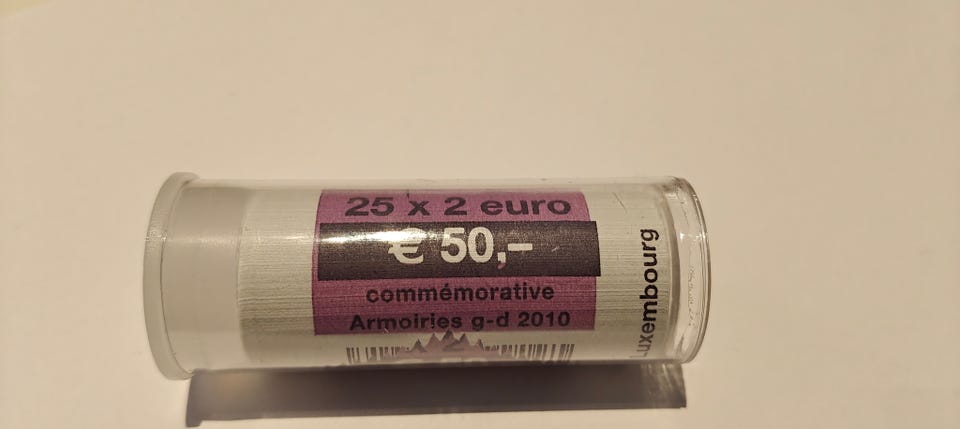 25 x 2 euro
€ 50,-
commémorative
Armoiries g-d 2010
Luxembourg